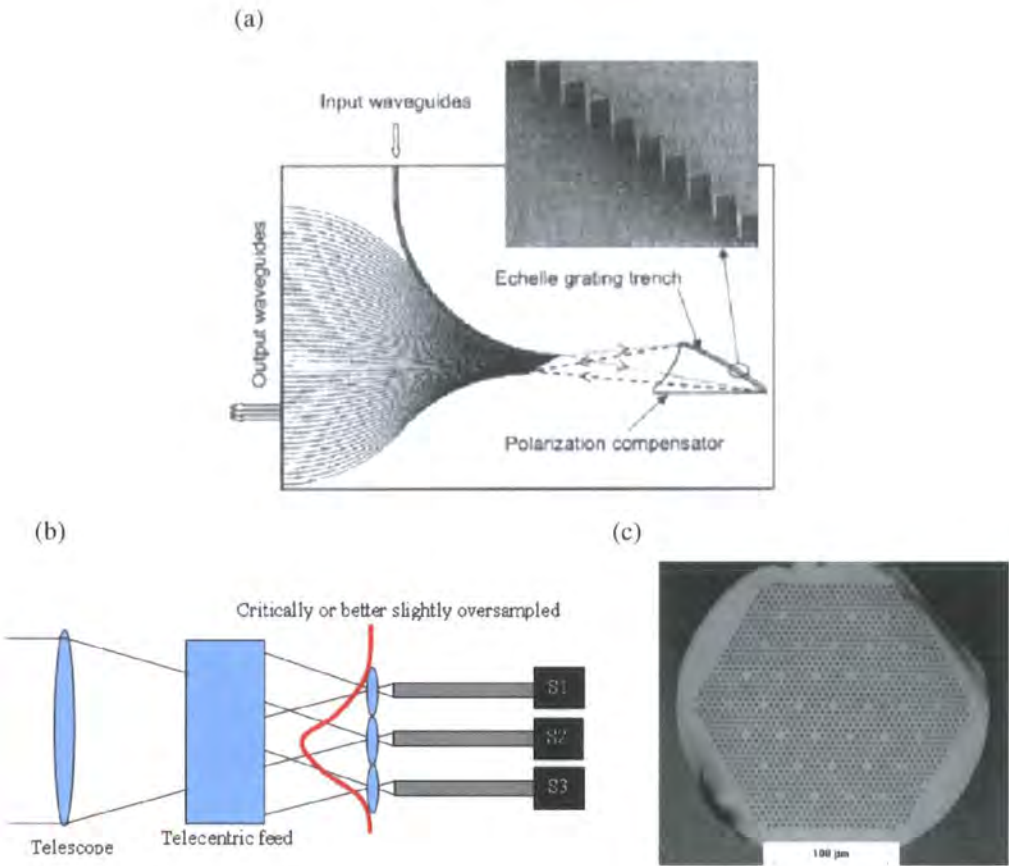 (a)
Input waveguides
Output waveguides
Echelle grating trench
Polarization compensator
(b)
(c)
Critically or better slightly oversampled
S1
S2
S3
Telescope
Telecentric feed
100 µm